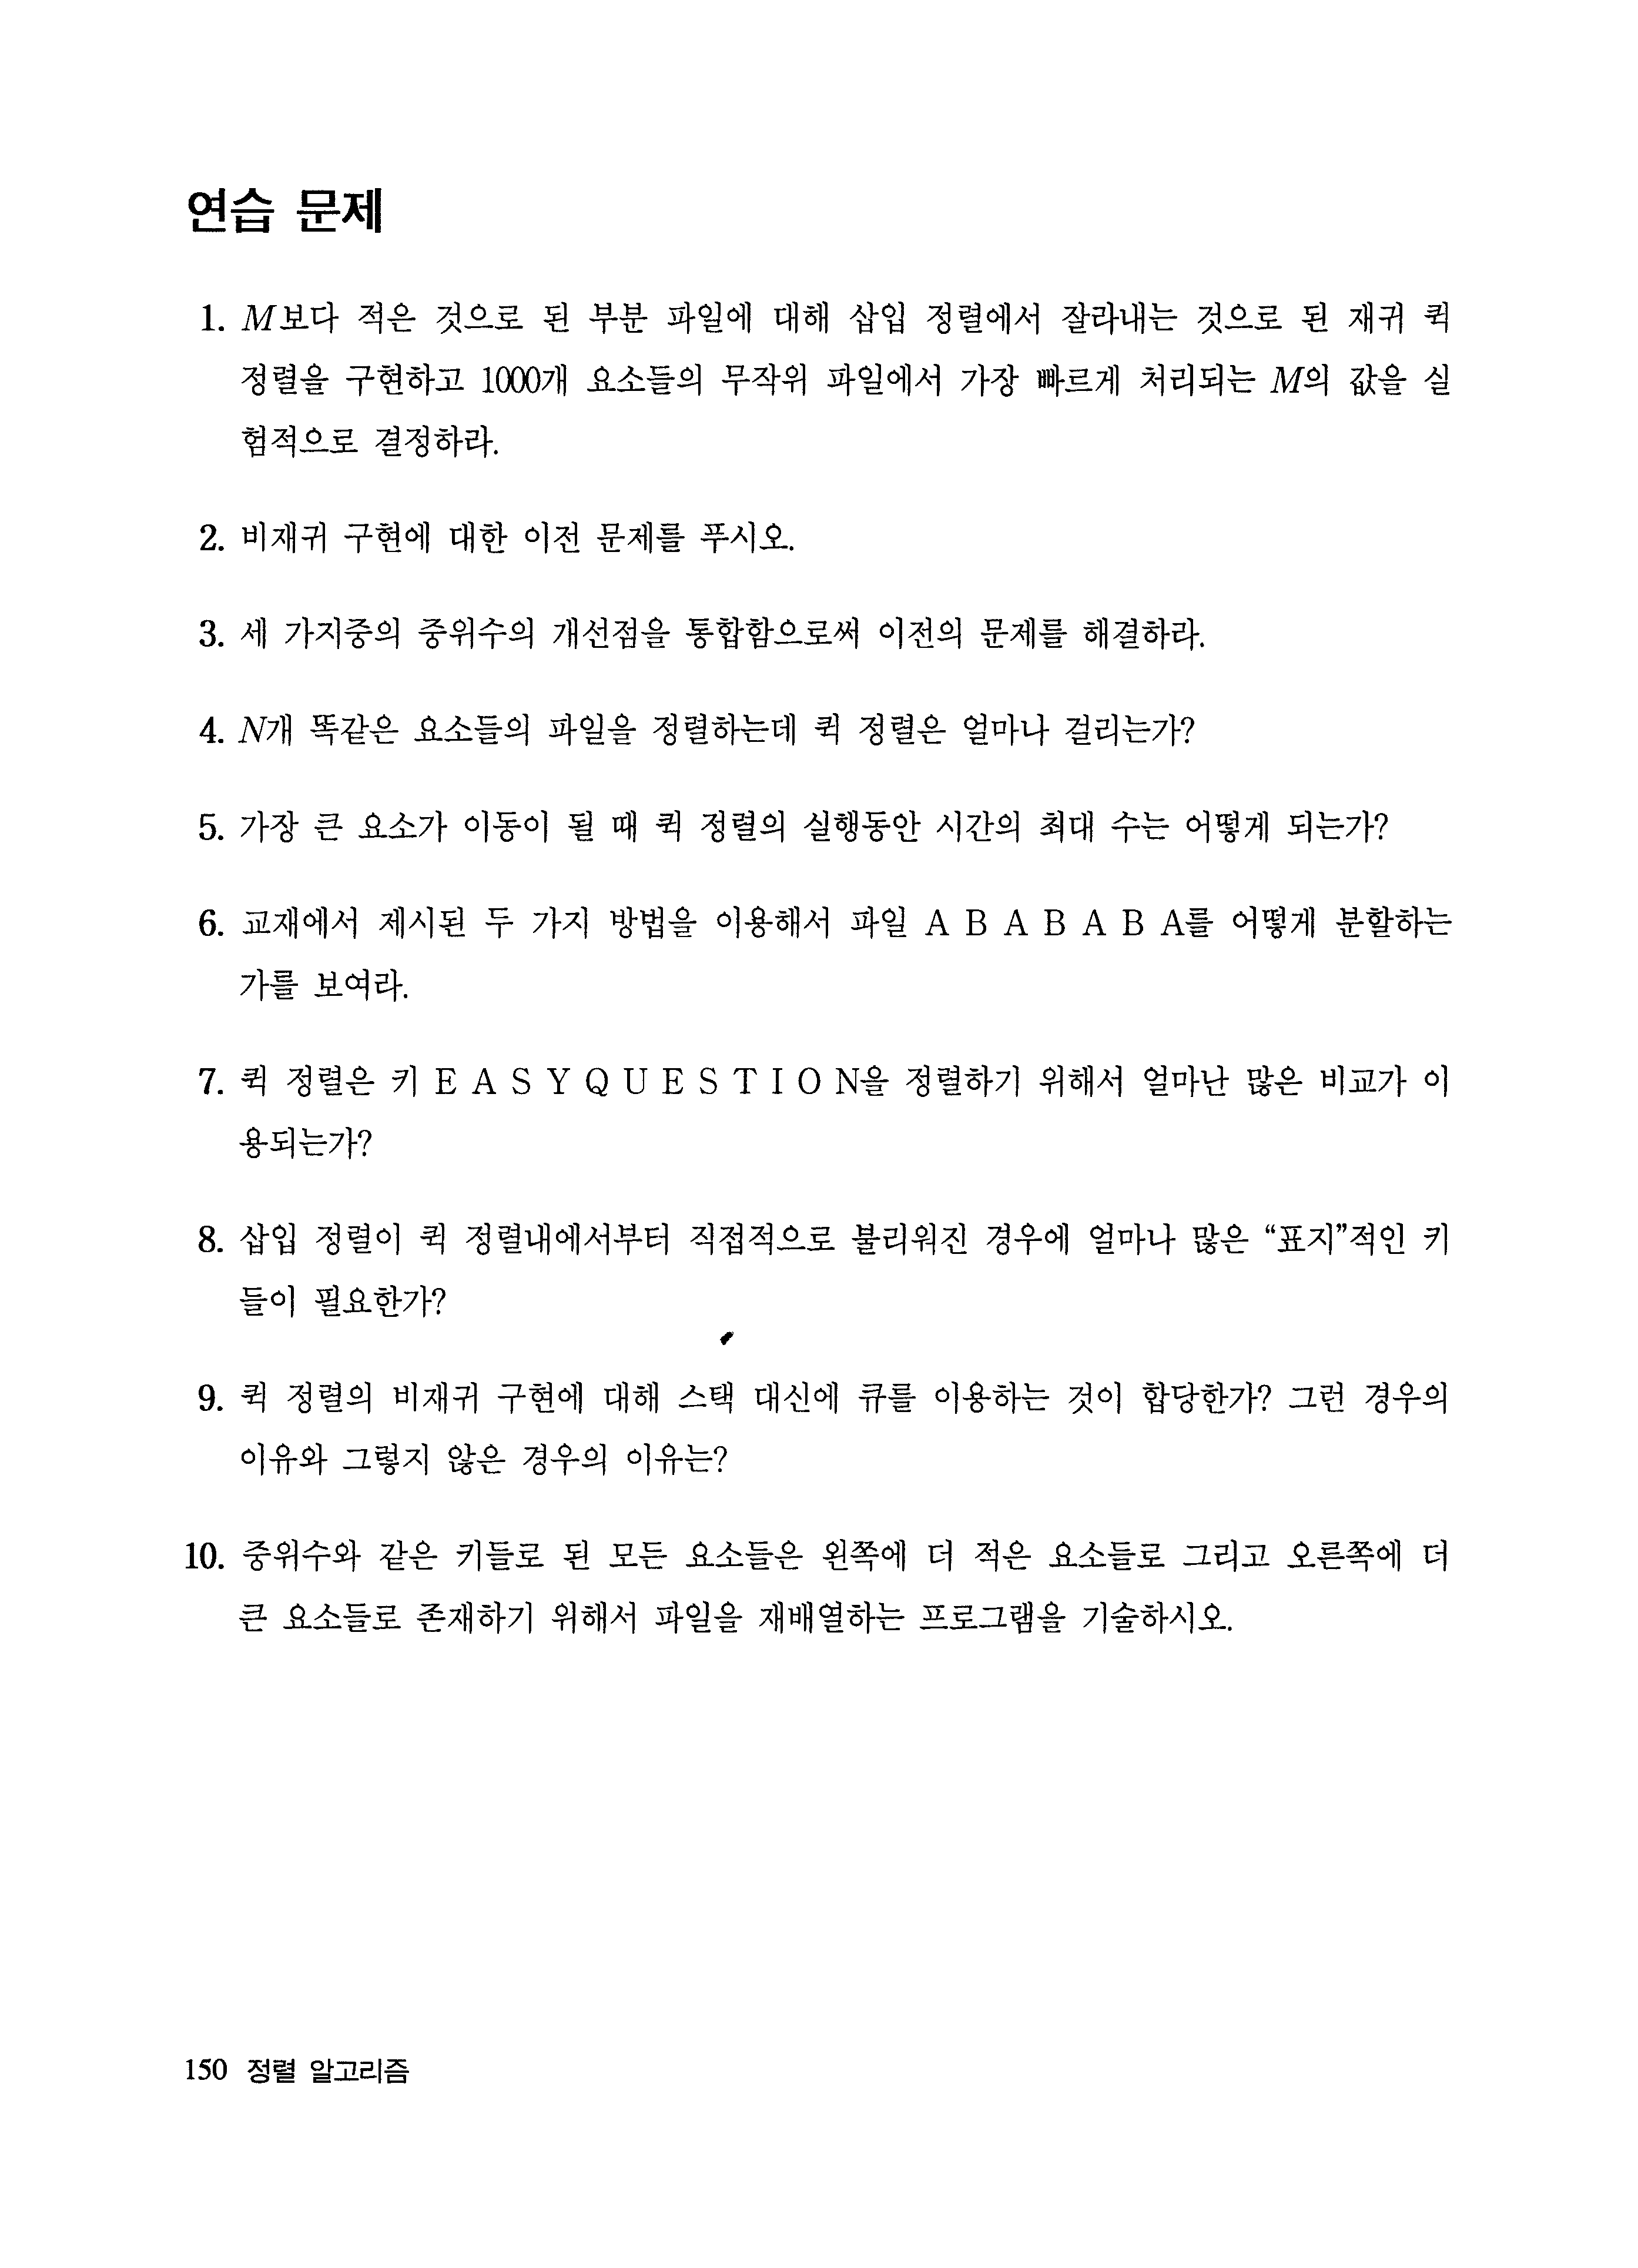 연습 문제
1. M보다 적은 것으로 된 부분 파일에 대해 삽입 정렬에서 잘라내는 것으로 된 재귀 퀵
정렬을 구현하고 1000개 요소들의 무작위 파일에서 가장 빠르게 처리되는 M의 값을 실
험적으로 결정하라.
2. 비재귀 구현에 대한 이전 문제를 푸시오.
3. 세 가지중의 중위수의 개선점을 통합함으로써 이전의 문제를 해결하라.
4. N개 똑같은 요소들의 파일을 정렬하는데 퀵 정렬은 얼마나 걸리는가?
5. 가장 큰 요소가 이동이 될 때 퀵 정렬의 실행동안 시간의 최대 수는 어떻게 되는가?
6. 교재에서 제시된 두 가지 방법을 이용해서 파일 A B A B A B A를 어떻게 분할하는
가를 보여라.
7. 퀵 정렬은 키 E A S Y Q U E S T I O N을 정렬하기 위해서 얼마난 많은 비교가 이
용되는가?
8. 삽입 정렬이 퀵 정렬내에서부터 직접적으로 불리워진 경우에 얼마나 많은 “표지”적인 키
들이 필요한가?
9. 퀵 정렬의 비재귀 구현에 대해 스택 대신에 큐를 이용하는 것이 합당한가? 그런 경우의
이유와 그렇지 않은 경우의 이유는?
10. 중위수와 같은 키들로 된 모든 요소들은 왼쪽에 더 적은 요소들로 그리고 오른쪽에 더
큰 요소들로 존재하기 위해서 파일을 재배열하는 프로그램을 기술하시오.
150 정렬 알고리즘